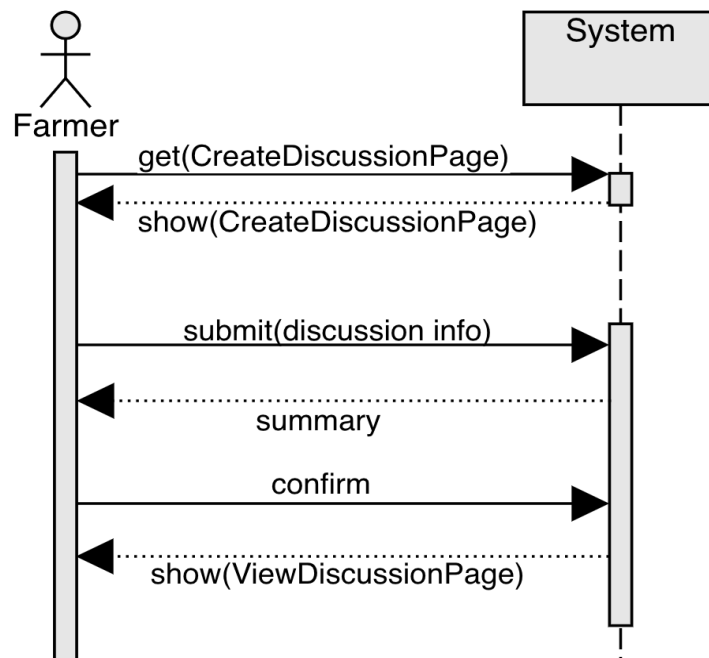 System
Farmer
get(CreateDiscussionPage)
show(CreateDiscussionPage)
submit(discussion info)
summary
confirm
show(ViewDiscussionPage)